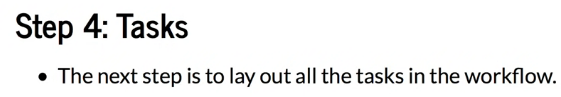 Step 4: Tasks
• The next step is to lay out all the tasks in the workflow.